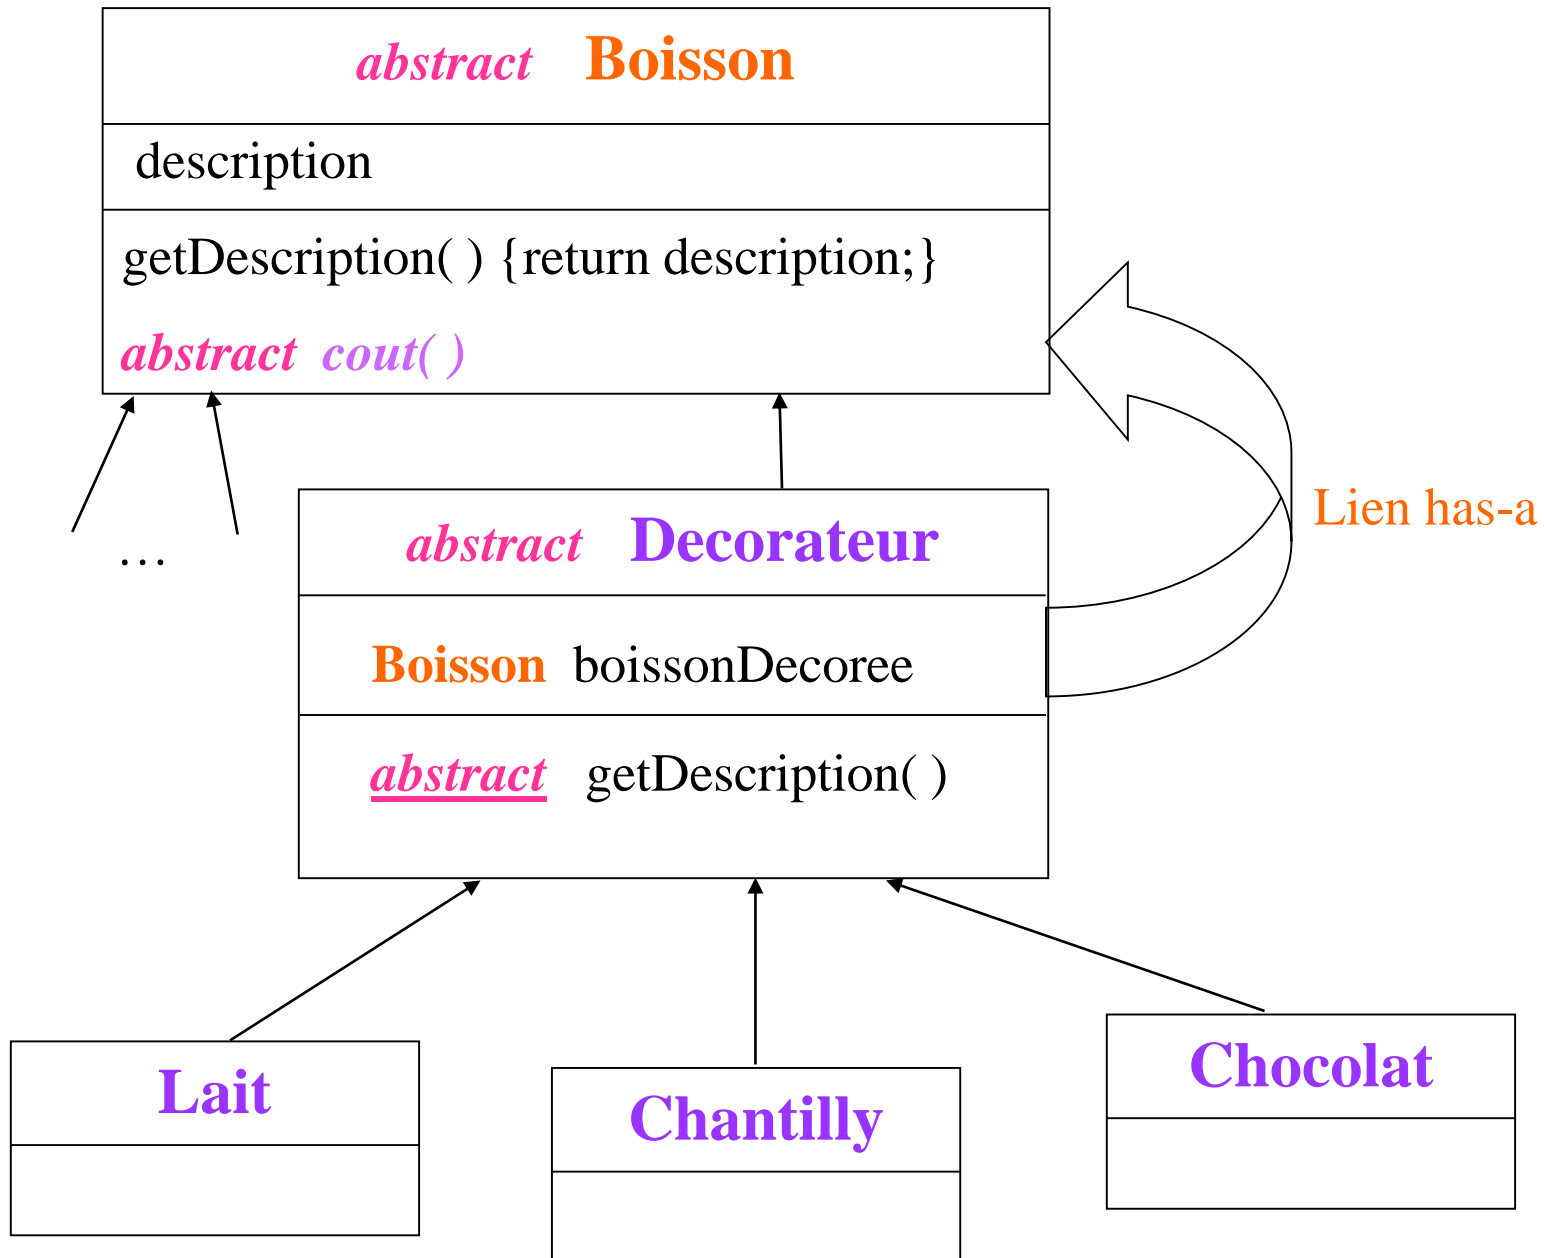 abstract Boisson
description
getDescription( ) {return description;}
abstract cout( )
Lien has-a
…
abstract Decorateur
Boisson boissonDecoree
abstract getDescription( )
Lait
Chantilly
Chocolat